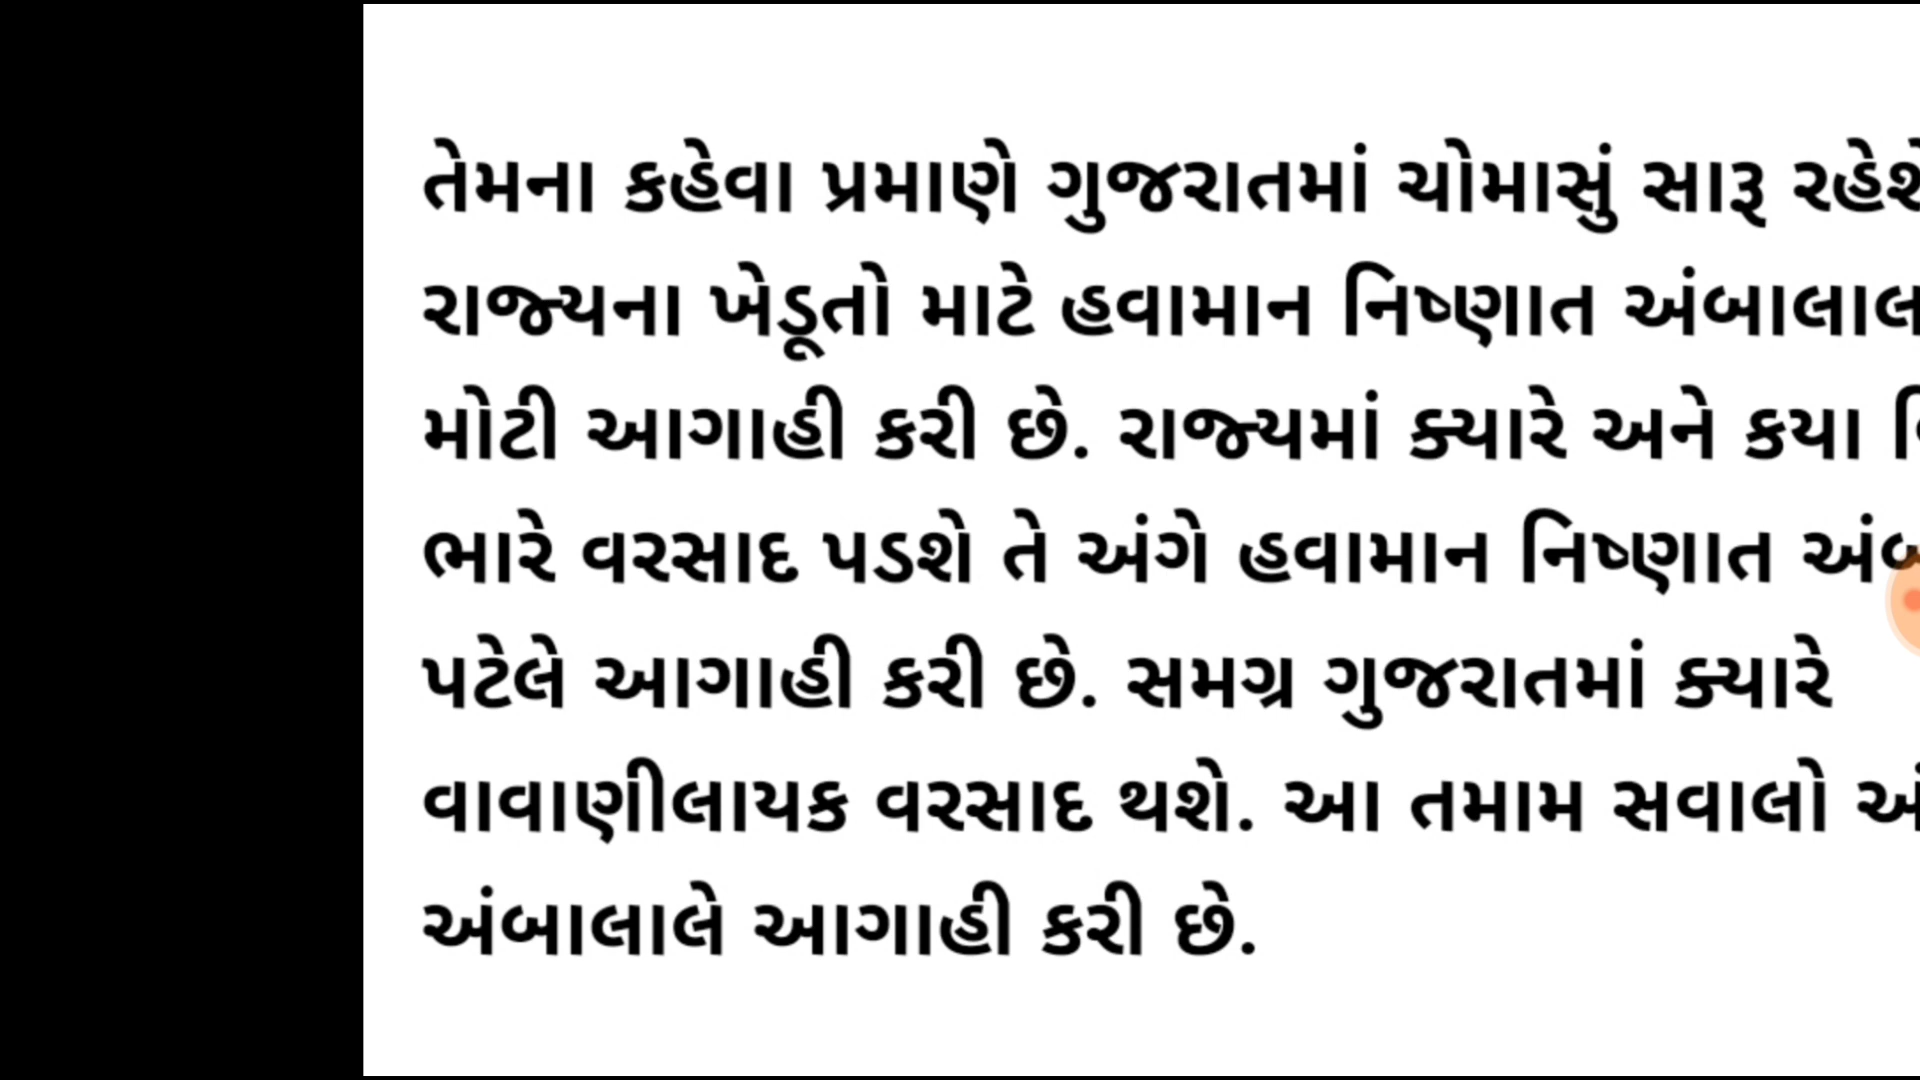 તેમના કહેવા પ્રમાણે ગુજરાતમાં ચોમાસું સારૂ રહેશે
રાજ્યના ખેડૂતો માટે હવામાન નિષ્ણાત અંબાલાલ
મોટી આગાહી કરી છે. રાજ્યમાં ક્યારે અને કયા
ભારે વરસાદ પડશે તે અંગે હવામાન નિષ્ણાત
પટેલે આગાહી કરી છે. સમગ્ર ગુજરાતમાં ક્યારે
વાવાણીલાયક વરસાદ થશે. આ તમામ સવાલો
અંબાલાલે આગાહી કરી છે.